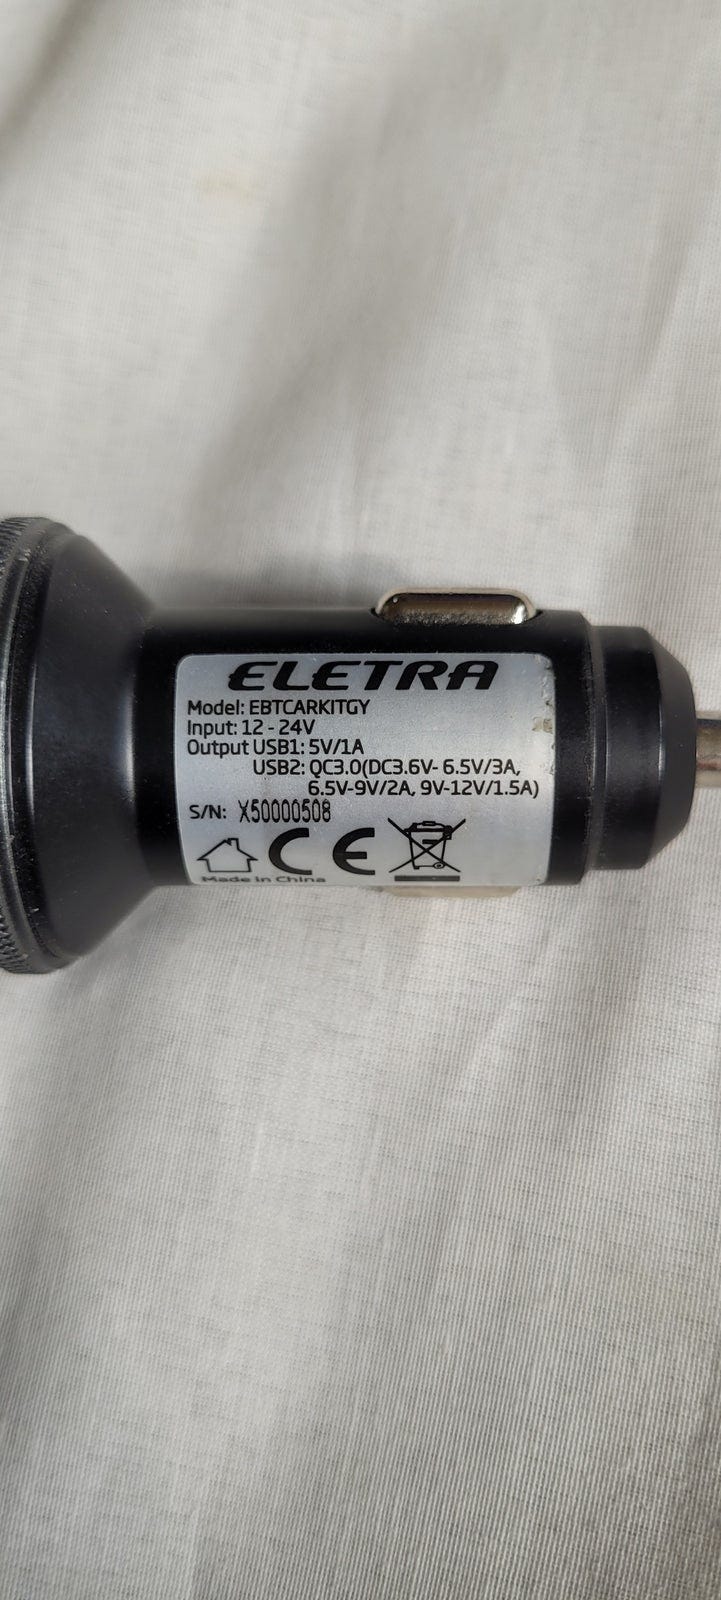 ELETRA
Model: EBTCARKITGY
Input: 12 - 24V
Output USB1: 5V/1A
USB2: QC3.0(DC3.6V- 6.5V/3A,
6.5V-9V/2A, 9V-12V/1.5A)
S/N: X50000508
CE
Made in China